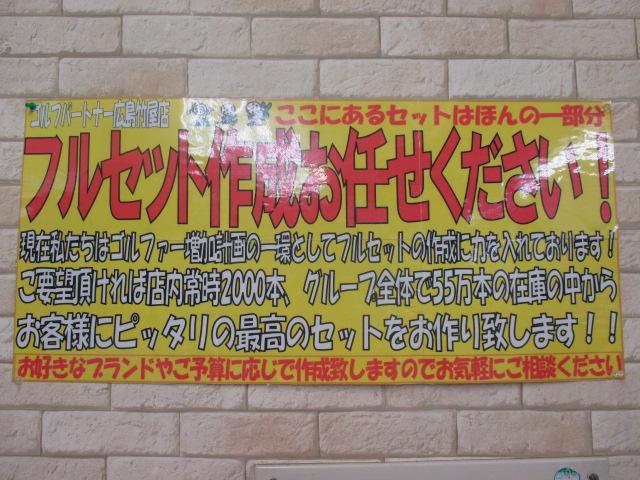 ゴルフパートナー広島竹屋店
ここにあるセットはほんの一部分
フルセット作成お任せください！
現在私たちはゴルファー増加計画の一環としてフルセットの作成に力を入れております！
ご要望頂ければ店内常時2000本、グループ全体で55万本の在庫の中から
お客様にピッタリの最高のセットをお作り致します！！
お好きなブランドやご予算に応じて作成致しますのでお気軽にご相談ください